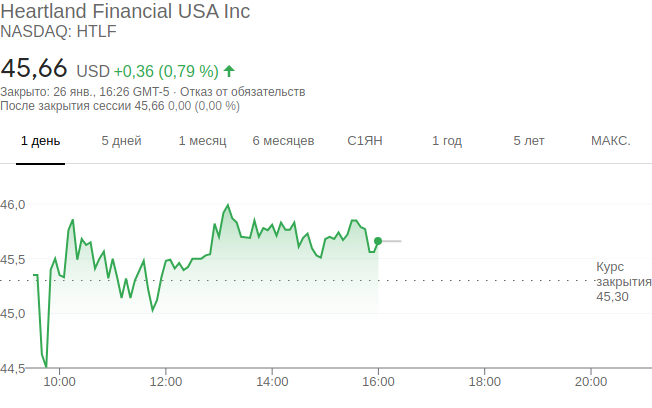 Heartland Financial USA Inc
NASDAQ: HTLF
45,66 USD +0,36 (0,79 %)
Закрыто: 26 янв., 16:26 GMT-5 · Отказ от обязательств
После закрытия сессии 45,66 0,00 (0,00 %)
1 день 5 дней 1 месяц 6 месяцев С1ЯН 1 год 5 лет МАКС.
46,0
45,5
Курс
закрытия
45,30
45,0
44,5
10:00 12:00 14:00 16:00 18:00 20:00